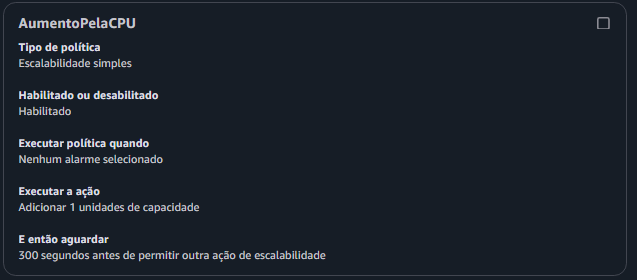 AumentoPelaCPU
Tipo de política
Escalabilidade simples
Habilitado ou desabilitado
Habilitado
Executar política quando
Nenhum alarme selecionado
Executar a ação
Adicionar 1 unidades de capacidade
E então aguardar
300 segundos antes de permitir outra ação de escalabilidade